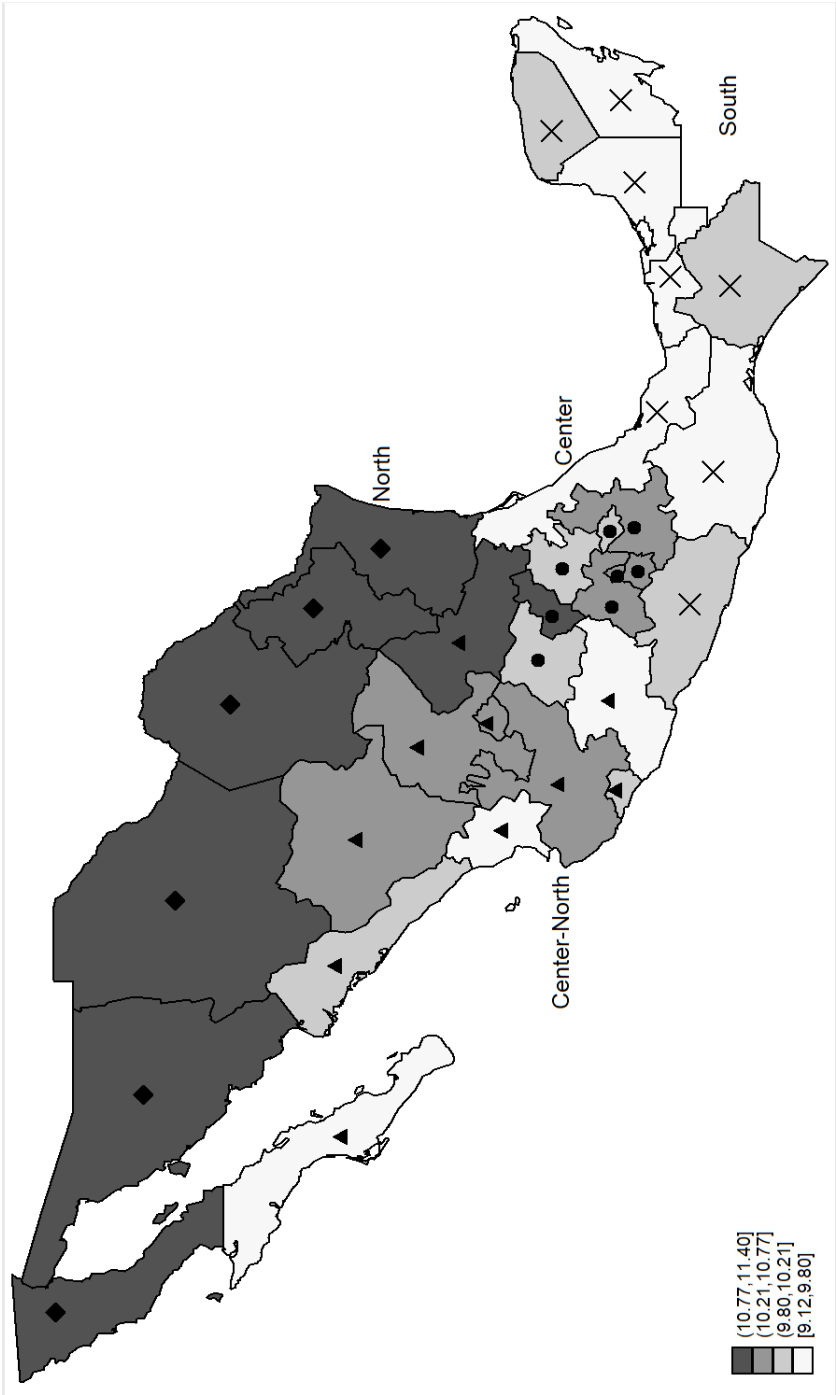 North
Center
South
Center-North
(10.77,11.40]
(10.21,10.77]
(9.80,10.21]
[9.12,9.80]